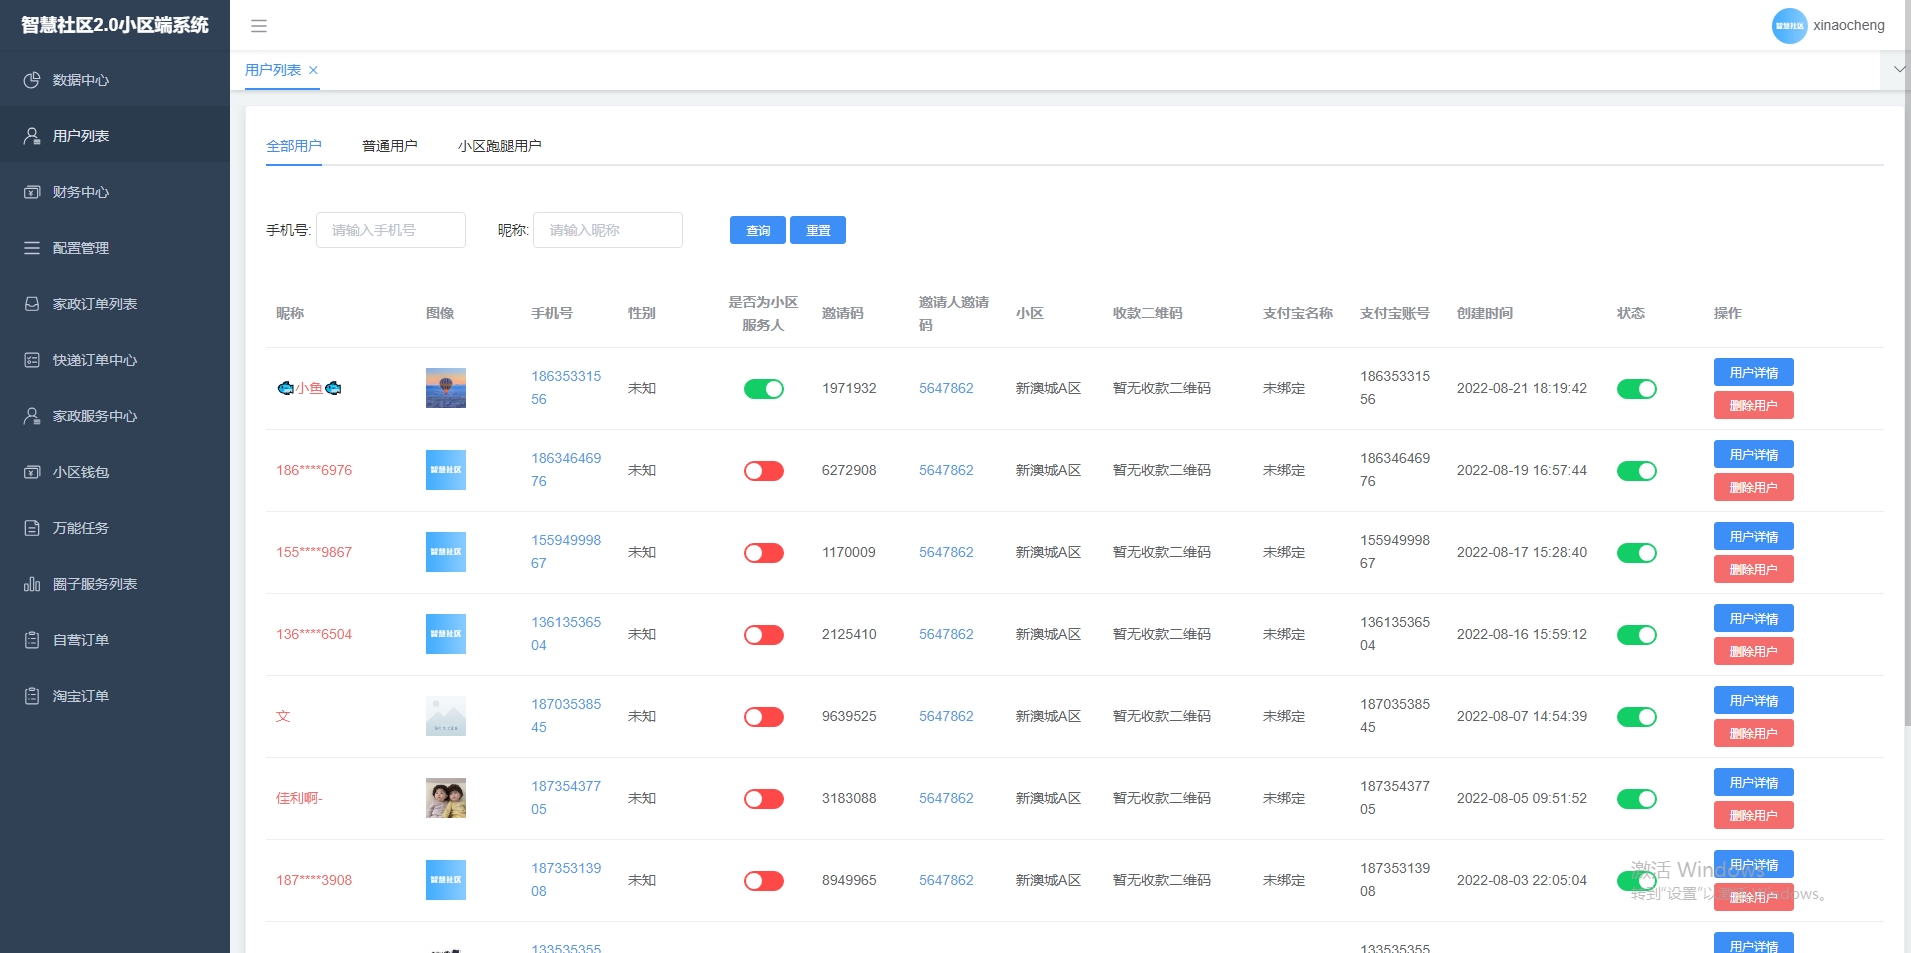 智慧社区2.0小区端系统
智慧社区
xinaocheng
数据中心
用户列表
财务中心
配置管理
家政订单列表
快递订单中心
家政服务中心
小区钱包
万能任务
圈子服务列表
自营订单
淘宝订单
用户列表 ×
全部用户 普通用户 小区跑腿用户
手机号: 请输入手机号 昵称: 请输入昵称 查询 重置
昵称 图像 手机号 性别 是否为小区服务人 邀请码 邀请人邀请码 小区 收款二维码 支付宝名称 支付宝账号 创建时间 状态 操作
🐟小鱼🐟 18635331556 未知 1971932 5647862 新澳城A区 暂无收款二维码 未绑定 18635331556 2022-08-21 18:19:42 用户详情 删除用户
186****6976 智慧社区 18634646976 未知 6272908 5647862 新澳城A区 暂无收款二维码 未绑定 18634646976 2022-08-19 16:57:44 用户详情 删除用户
155****9867 智慧社区 15594999867 未知 1170009 5647862 新澳城A区 暂无收款二维码 未绑定 15594999867 2022-08-17 15:28:40 用户详情 删除用户
136****6504 智慧社区 13613536504 未知 2125410 5647862 新澳城A区 暂无收款二维码 未绑定 13613536504 2022-08-16 15:59:12 用户详情 删除用户
文 18703538545 未知 9639525 5647862 新澳城A区 暂无收款二维码 未绑定 18703538545 2022-08-07 14:54:39 用户详情 删除用户
佳利啊- 18735437705 未知 3183088 5647862 新澳城A区 暂无收款二维码 未绑定 18735437705 2022-08-05 09:51:52 用户详情 删除用户
187****3908 智慧社区 18735313908 未知 8949965 5647862 新澳城A区 暂无收款二维码 未绑定 18735313908 2022-08-03 22:05:04 用户详情 删除用户
激活 Windows
转到"设置"以激活 Windows。
133535355 133535355 用户详情